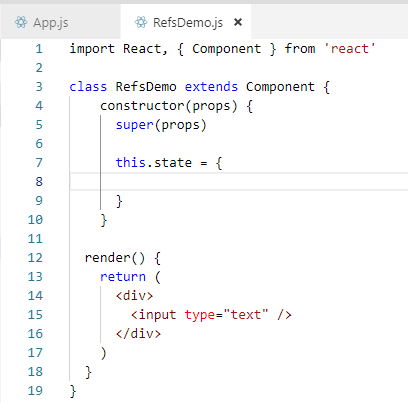 App.js RefsDemo.js ×
1 import React, { Component } from 'react'
2
3 class RefsDemo extends Component {
4     constructor(props) {
5       super(props)
6
7       this.state = {
8
9       }
10     }
11
12   render() {
13     return (
14       <div>
15         <input type="text" />
16       </div>
17     )
18   }
19 }